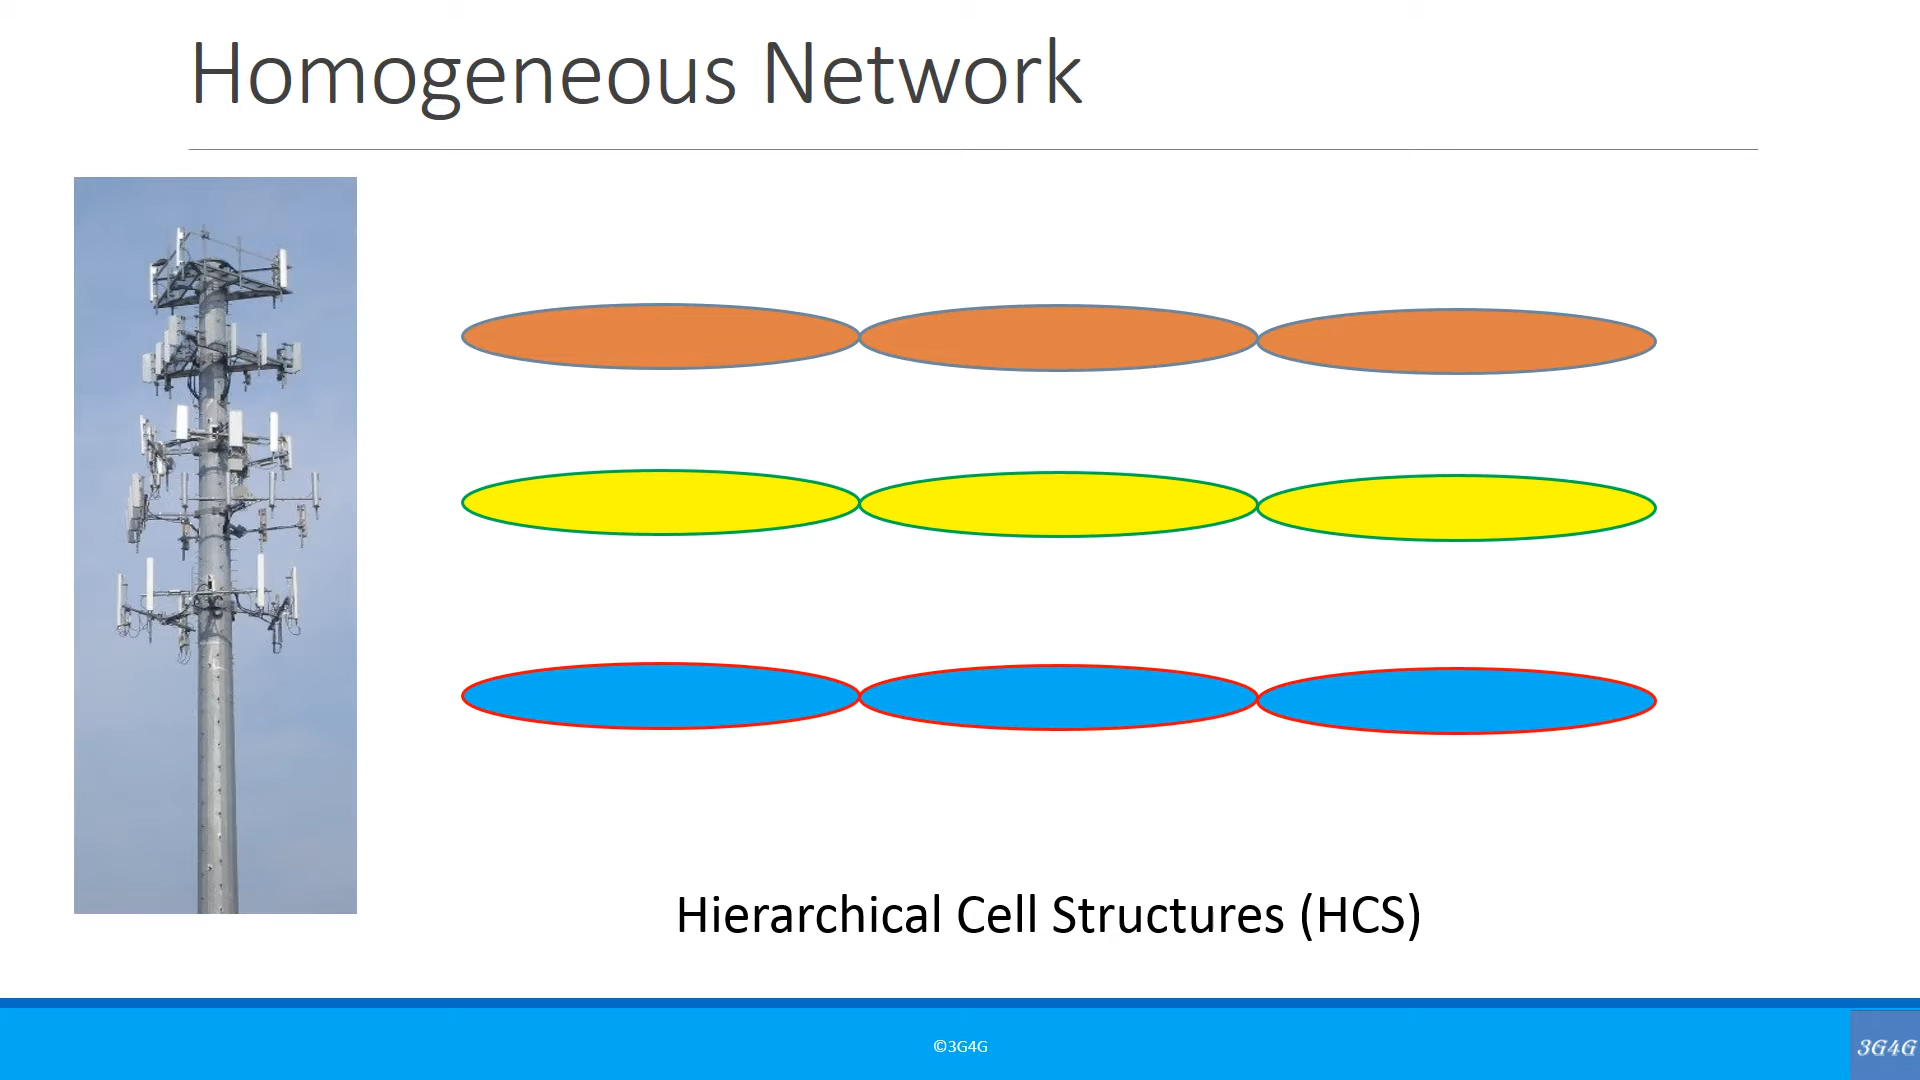 Homogeneous Network
Hierarchical Cell Structures (HCS)
©3G4G
3G4G